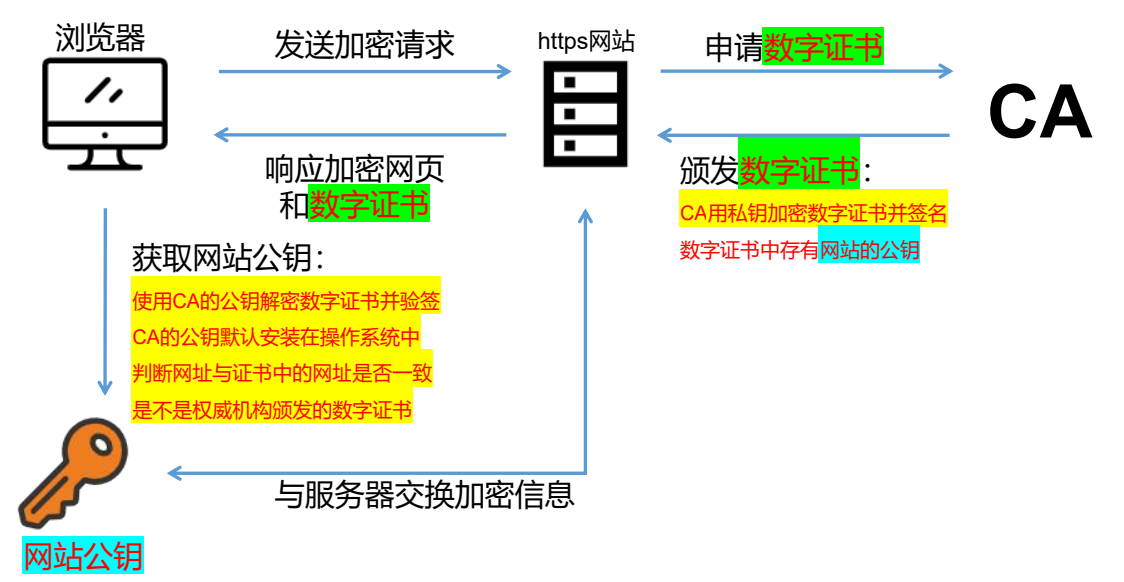 浏览器
发送加密请求
https网站
申请数字证书
CA
响应加密网页
和数字证书
颁发数字证书：
CA用私钥加密数字证书并签名
数字证书中存有网站的公钥
获取网站公钥：
使用CA的公钥解密数字证书并验签
CA的公钥默认安装在操作系统中
判断网址与证书中的网址是否一致
是不是权威机构颁发的数字证书
与服务器交换加密信息
网站公钥